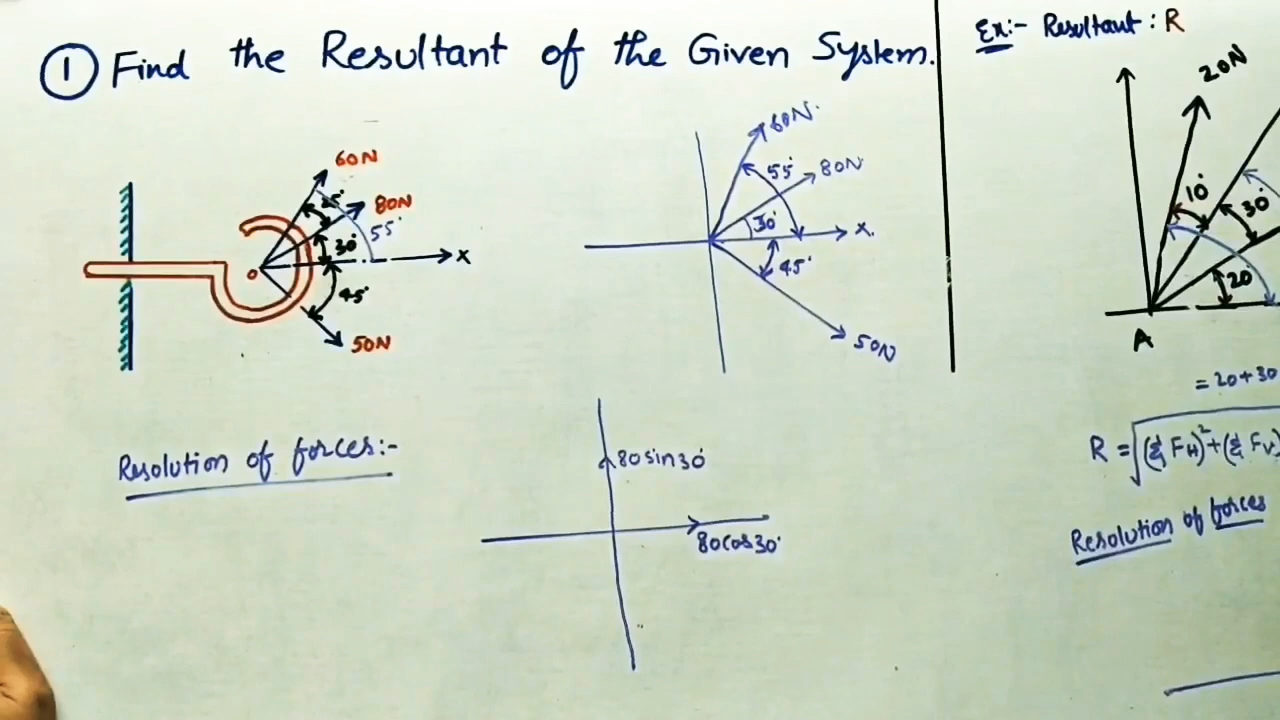 ① Find the Resultant of the Given System.
60N
25°
80N
55°
30°
X
45°
50N
60N.
55°
80N
30°
X.
45°
50N
Resolution of forces:-
80sin30°
80cos30°
Ex:- Resultant : R
20N
10°
30°
20°
A
= 20+30
R = √(Σ FH)²+(Σ FV)
Resolution of forces